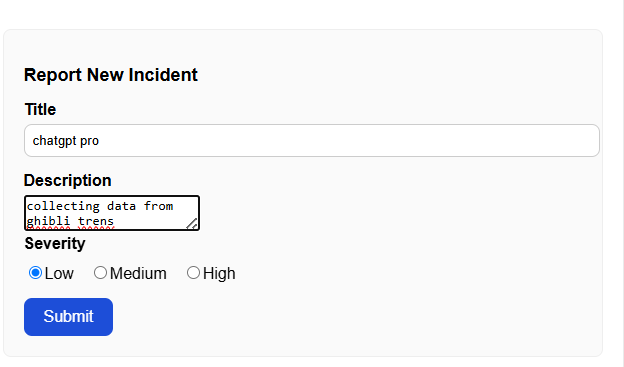 Report New Incident
Title
chatgpt pro
Description
collecting data from
ghibli trens
Severity
Low Medium High
Submit